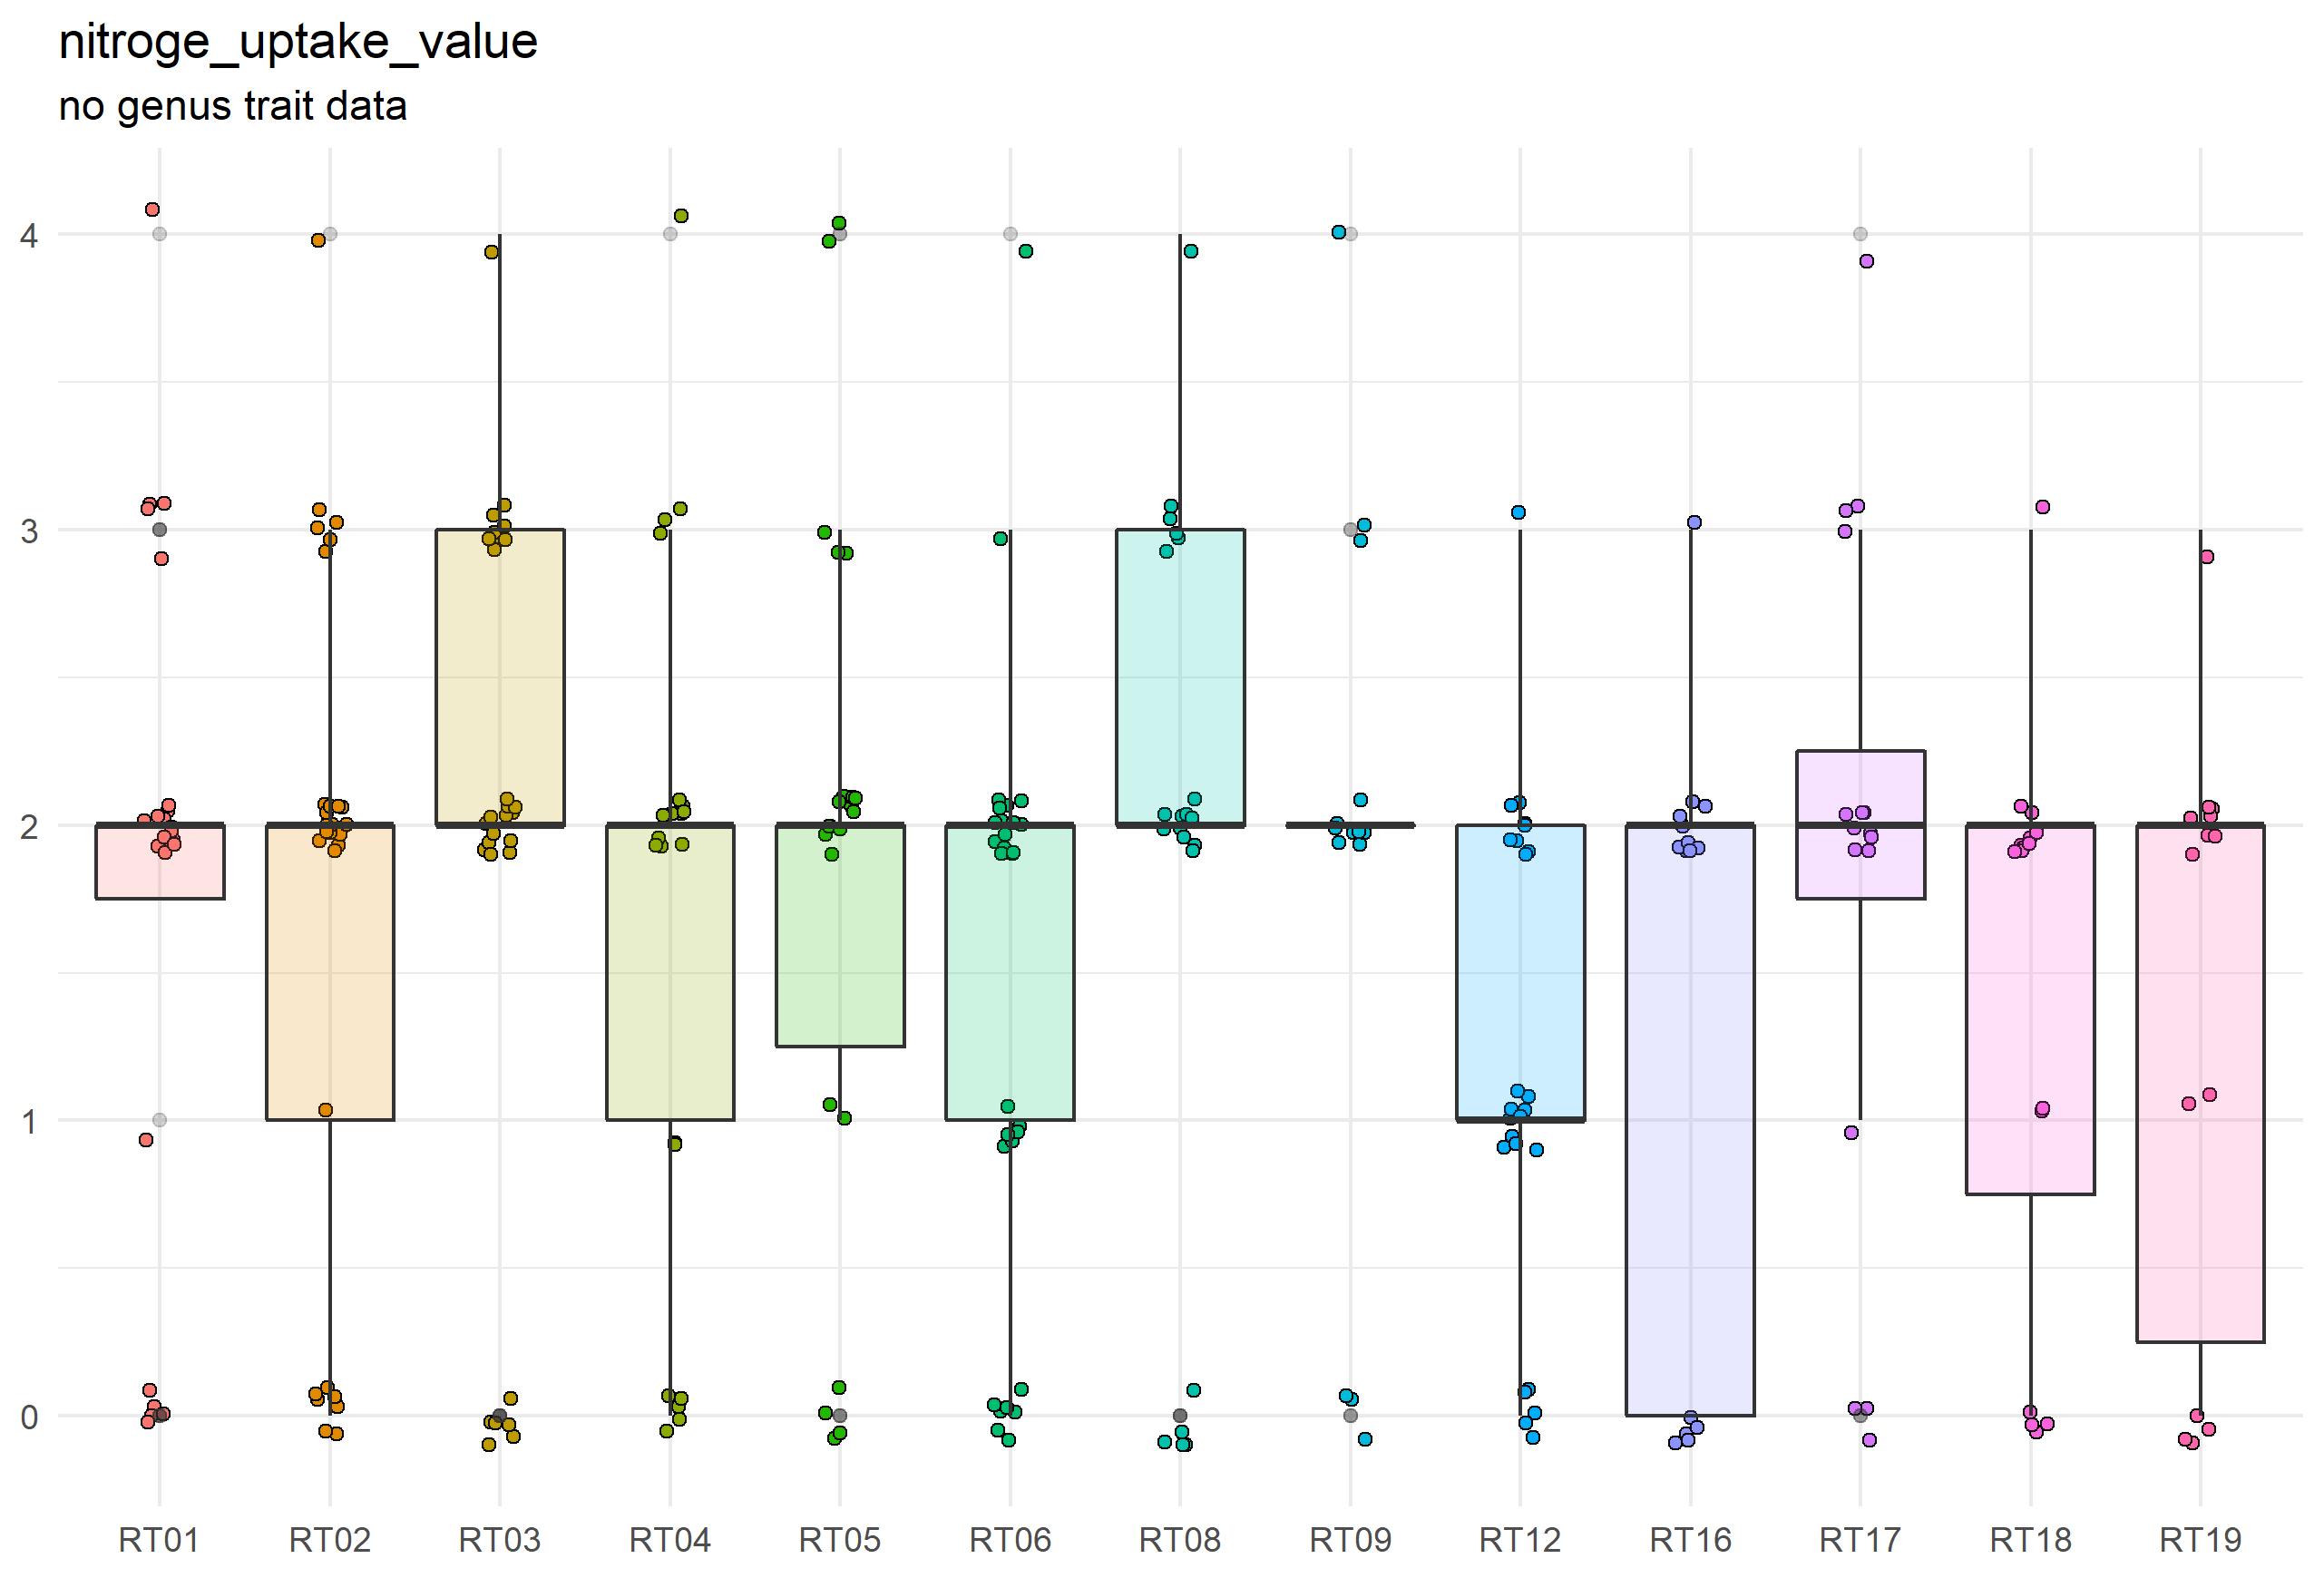 nitroge_uptake_value
no genus trait data
4
3
2
1
0
RT01 RT02 RT03 RT04 RT05 RT06 RT08 RT09 RT12 RT16 RT17 RT18 RT19